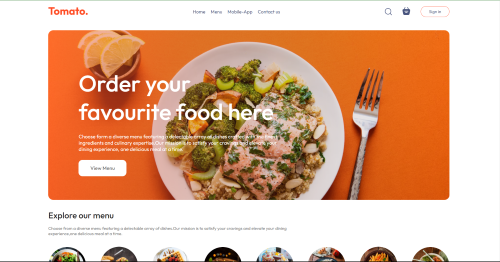 Tomato.
Home Menu Mobile-App Contact us
Sign in
Order your
favourite food here
Choose form a diverse menu featuring a delectable array of dishes crafted with the finest
ingredients and culinary expertise.Our mission is to satisfy your cravings and elevate your
dining experience, one delicious meal at a time.
View Menu
Explore our menu
Choose from a diverse menu featuring a delectable array of dishes.Our mission is to satisfy your cravings and elevate your dining
experience,one delicious meal at a time.